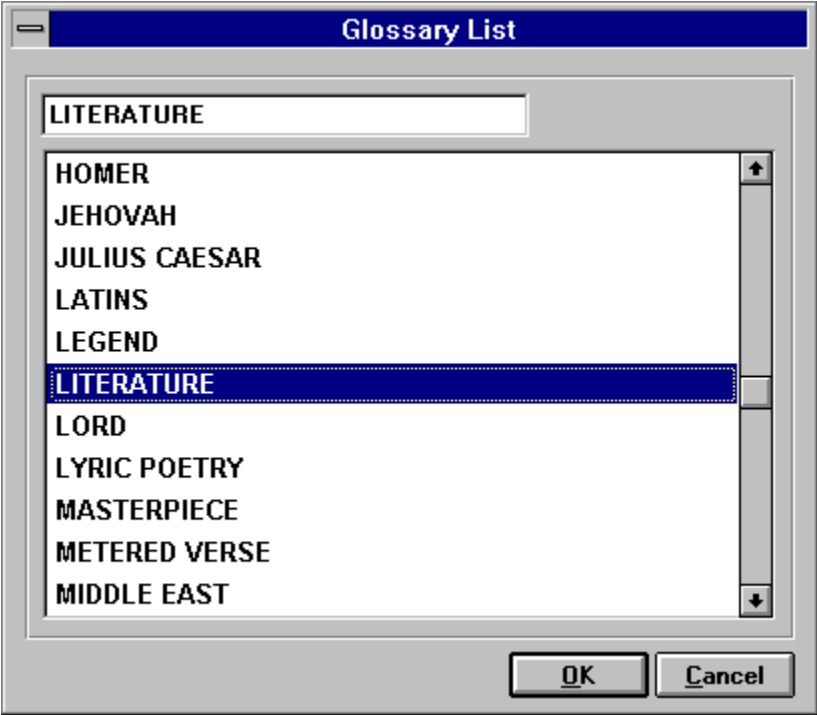 Glossary List
LITERATURE
HOMER
JEHOVAH
JULIUS CAESAR
LATINS
LEGEND
LITERATURE
LORD
LYRIC POETRY
MASTERPIECE
METERED VERSE
MIDDLE EAST
OK Cancel